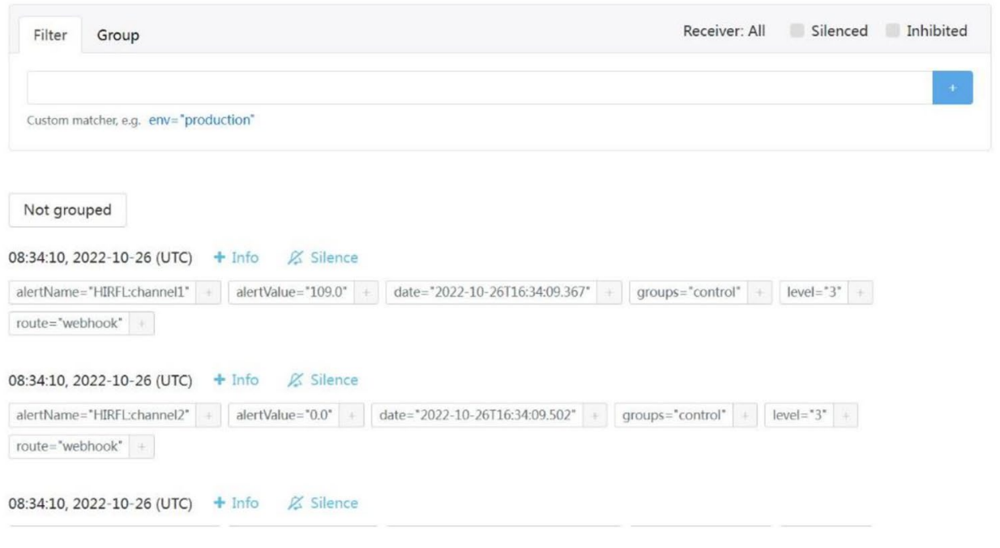 Filter Group Receiver: All Silenced Inhibited
+
Custom matcher, e.g. env="production"
Not grouped
08:34:10, 2022-10-26 (UTC) + Info Silence
alertName="HIRFL:channel1" + alertValue="109.0" + date="2022-10-26T16:34:09.367" + groups="control" + level="3" +
route="webhook" +
08:34:10, 2022-10-26 (UTC) + Info Silence
alertName="HIRFL:channel2" + alertValue="0.0" + date="2022-10-26T16:34:09.502" + groups="control" + level="3" +
route="webhook" +
08:34:10, 2022-10-26 (UTC) + Info Silence